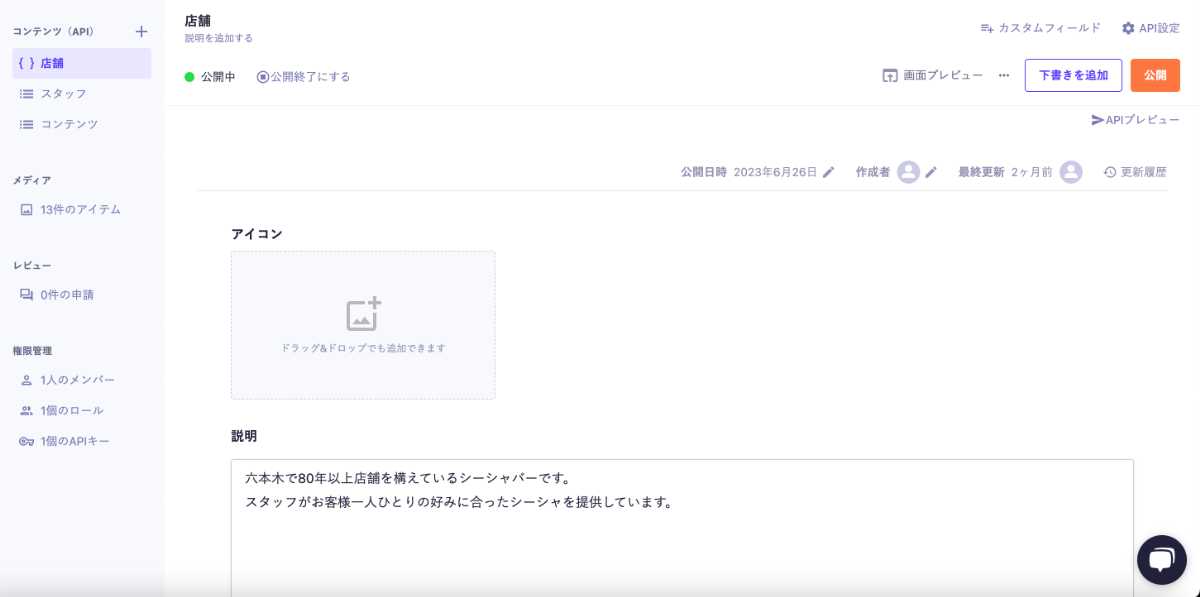 コンテンツ（API）
{ } 店舗
スタッフ
コンテンツ
メディア
13件のアイテム
レビュー
0件の申請
権限管理
1人のメンバー
1個のロール
1個のAPIキー
店舗
説明を追加する
カスタムフィールド
API設定
公開中
公開終了にする
画面プレビュー
下書きを追加
公開
APIプレビュー
公開日時 2023年6月26日
作成者
最終更新 2ヶ月前
更新履歴
アイコン
ドラッグ&ドロップでも追加できます
説明
六本木で80年以上店舗を構えているシーシャバーです。
スタッフがお客様一人ひとりの好みに合ったシーシャを提供しています。